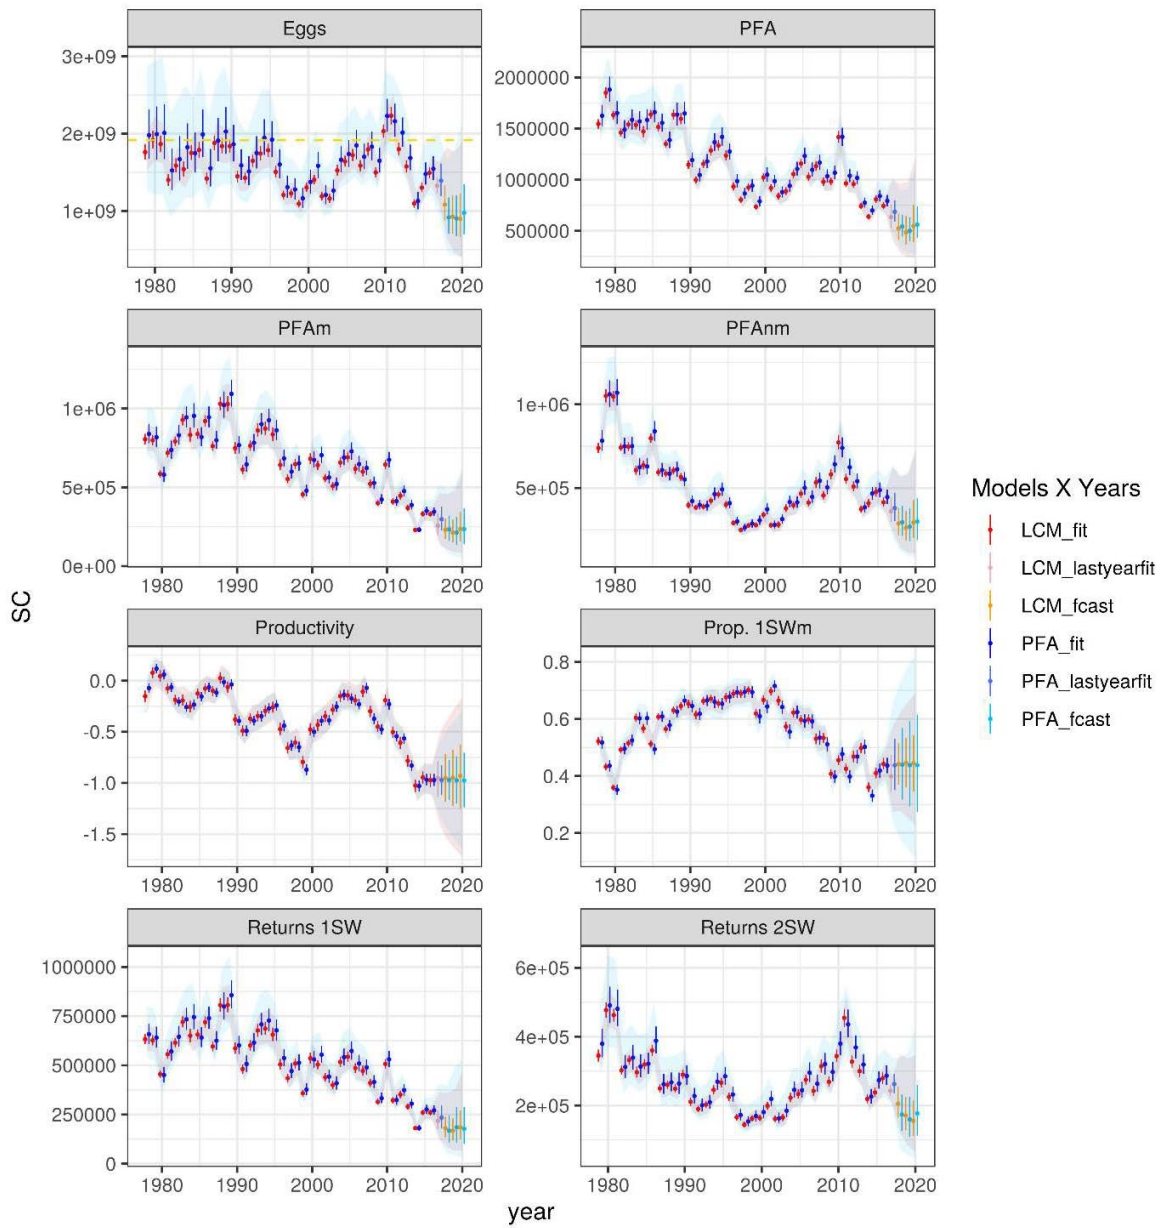 Eggs
PFA
3e+09
2e+09
1e+09
2000000
1500000
1000000
500000
1980 1990 2000 2010 2020
1980 1990 2000 2010 2020
PFAm
PFAnm
1e+06
5e+05
0e+00
1e+06
5e+05
1980 1990 2000 2010 2020
1980 1990 2000 2010 2020
SC
Productivity
Prop. 1SWm
0.0
-0.5
-1.0
-1.5
0.8
0.6
0.4
0.2
1980 1990 2000 2010 2020
1980 1990 2000 2010 2020
Returns 1SW
Returns 2SW
1000000
750000
500000
250000
0
6e+05
4e+05
2e+05
1980 1990 2000 2010 2020
1980 1990 2000 2010 2020
year
Models X Years
LCM_fit
LCM_lastyearfit
LCM_fcast
PFA_fit
PFA_lastyearfit
PFA_fcast